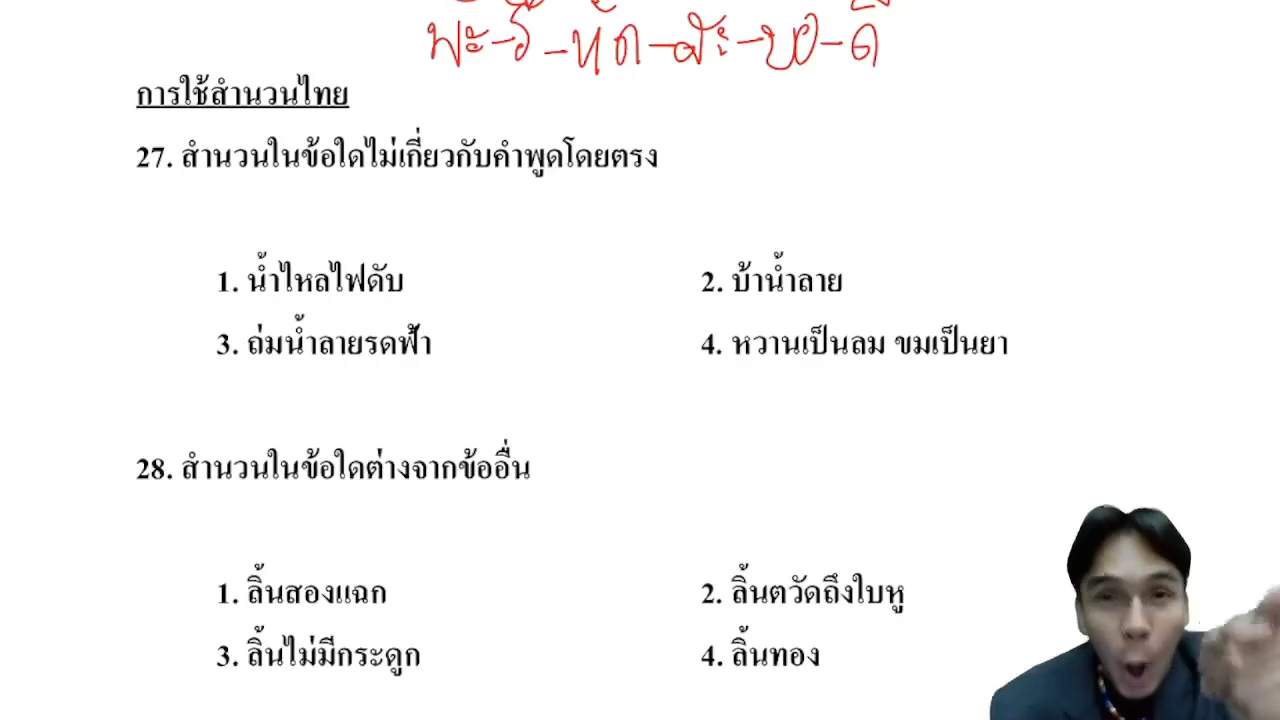 พะ-อิ-หัด-สะ-บอ-ดี
การใช้สำนวนไทย
27. สำนวนในข้อใดไม่เกี่ยวกับคำพูดโดยตรง
1. น้ำไหลไฟดับ
2. บ้าน้ำลาย
3. ถ่มน้ำลายรดฟ้า
4. หวานเป็นลม ขมเป็นยา
28. สำนวนในข้อใดต่างจากข้ออื่น
1. ลิ้นสองแฉก
2. ลิ้นตวัดถึงใบหู
3. ลิ้นไม่มีกระดูก
4. ลิ้นทอง